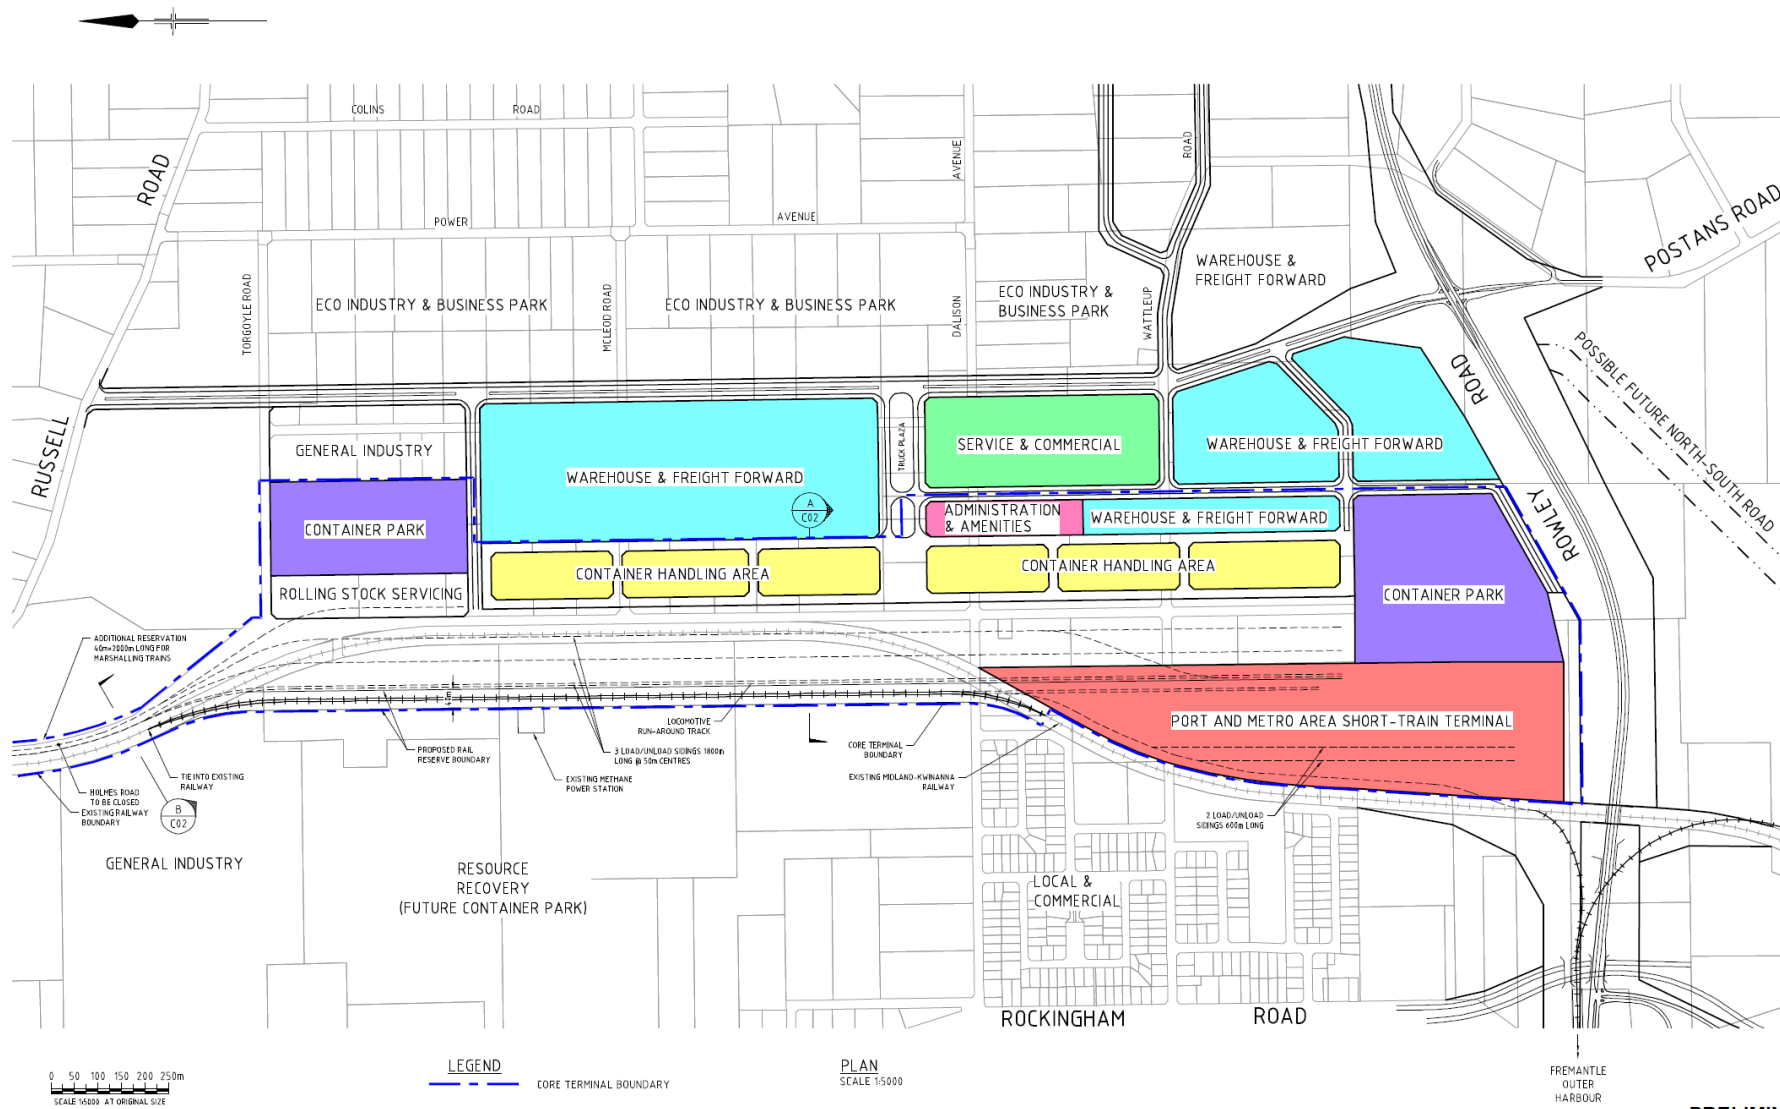 COLINS ROAD
ROAD
AVENUE
ROAD
POWER AVENUE
POSTANS ROAD
TORGOYLE ROAD
ECO INDUSTRY & BUSINESS PARK
MCLEOD ROAD
ECO INDUSTRY & BUSINESS PARK
DALISON
ECO INDUSTRY &
BUSINESS PARK
WATTLEUP
WAREHOUSE &
FREIGHT FORWARD
POSSIBLE FUTURE NORTH-SOUTH ROAD
ROAD
RUSSELL
GENERAL INDUSTRY
WAREHOUSE & FREIGHT FORWARD
TRUCK PLAZA
SERVICE & COMMERCIAL
WAREHOUSE & FREIGHT FORWARD
ROWLEY
CONTAINER PARK
A
C02
ADMINISTRATION
& AMENITIES
WAREHOUSE & FREIGHT FORWARD
CONTAINER HANDLING AREA
CONTAINER HANDLING AREA
ROLLING STOCK SERVICING
CONTAINER PARK
ADDITIONAL RESERVATION
40m×2000m LONG FOR
MARSHALLING TRAINS
PORT AND METRO AREA SHORT-TRAIN TERMINAL
LOCOMOTIVE
RUN-AROUND TRACK
PROPOSED RAIL
RESERVE BOUNDARY
3 LOAD/UNLOAD SIDINGS 1800m
LONG @ 50m CENTRES
CORE TERMINAL
BOUNDARY
TIE INTO EXISTING
RAILWAY
EXISTING METHANE
POWER STATION
EXISTING MIDLAND-KWINANNA
RAILWAY
HOLMES ROAD
TO BE CLOSED
EXISTING RAILWAY
BOUNDARY
B
C02
2 LOAD/UNLOAD
SIDINGS 600m LONG
GENERAL INDUSTRY
RESOURCE
RECOVERY
(FUTURE CONTAINER PARK)
LOCAL &
COMMERCIAL
ROCKINGHAM ROAD
LEGEND
CORE TERMINAL BOUNDARY
PLAN
SCALE 1:5000
0 50 100 150 200 250m
SCALE 1:5000 AT ORIGINAL SIZE
FREMANTLE
OUTER
HARBOUR